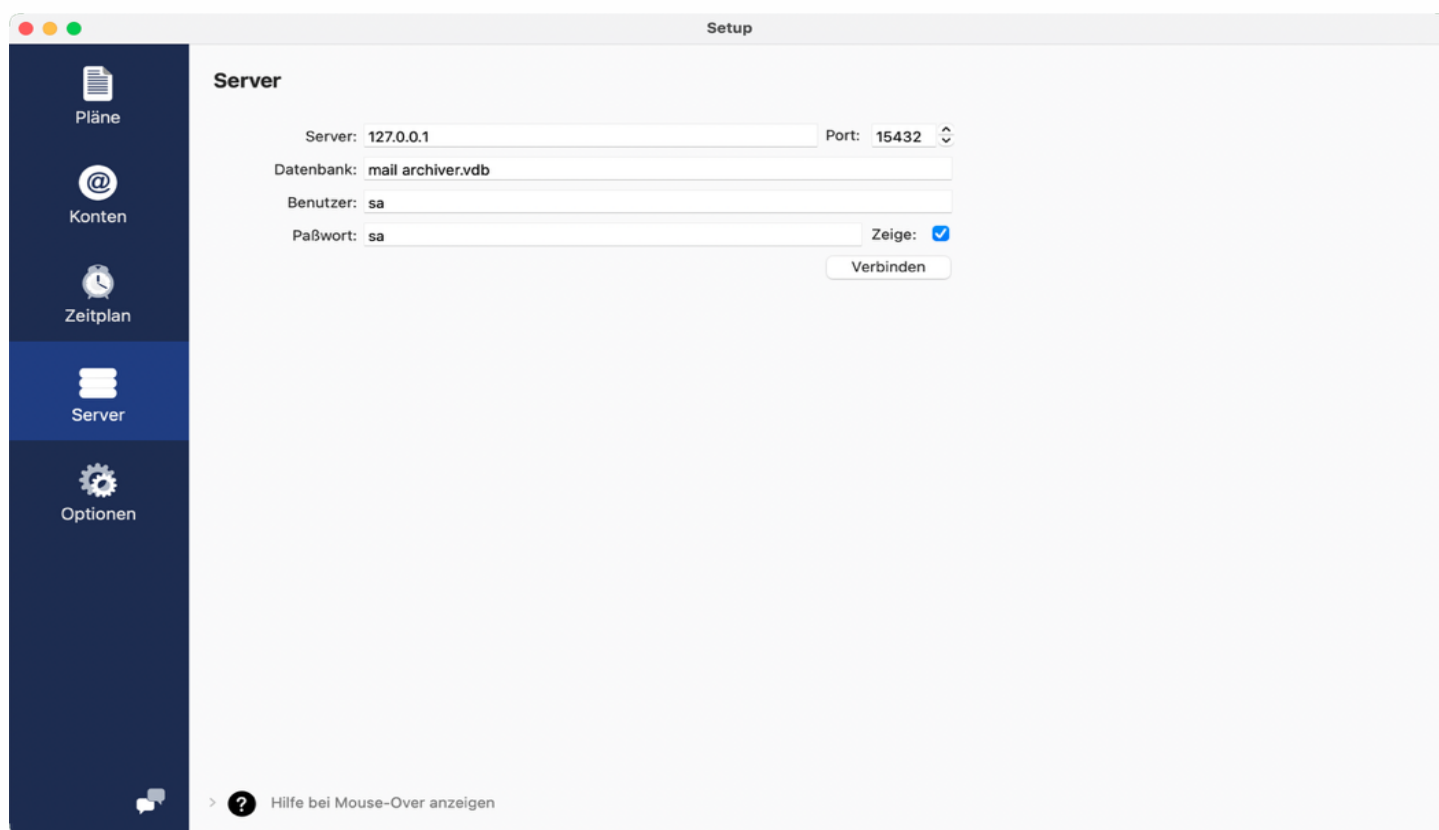 Setup
Pläne
Konten
Zeitplan
Server
Optionen
Server
Server: 127.0.0.1 Port: 15432
Datenbank: mail archiver.vdb
Benutzer: sa
Paßwort: sa Zeige:
Verbinden
Hilfe bei Mouse-Over anzeigen